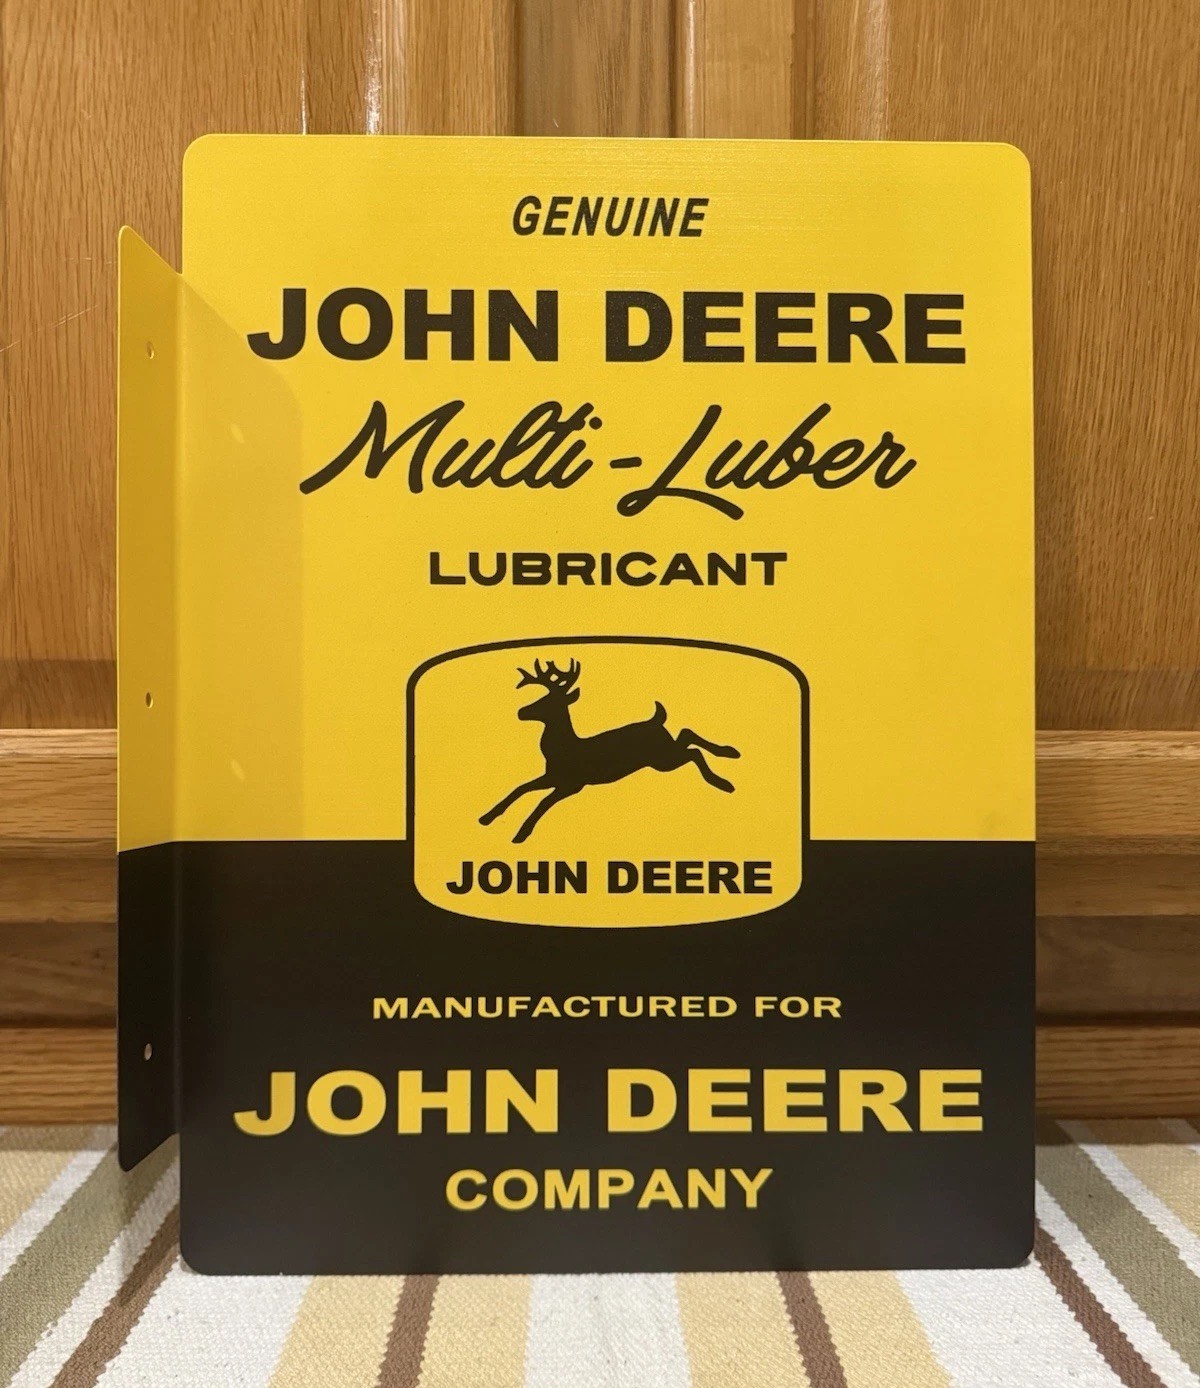 GENUINE
JOHN DEERE
Multi-Luber
LUBRICANT
JOHN DEERE
MANUFACTURED FOR
JOHN DEERE
COMPANY